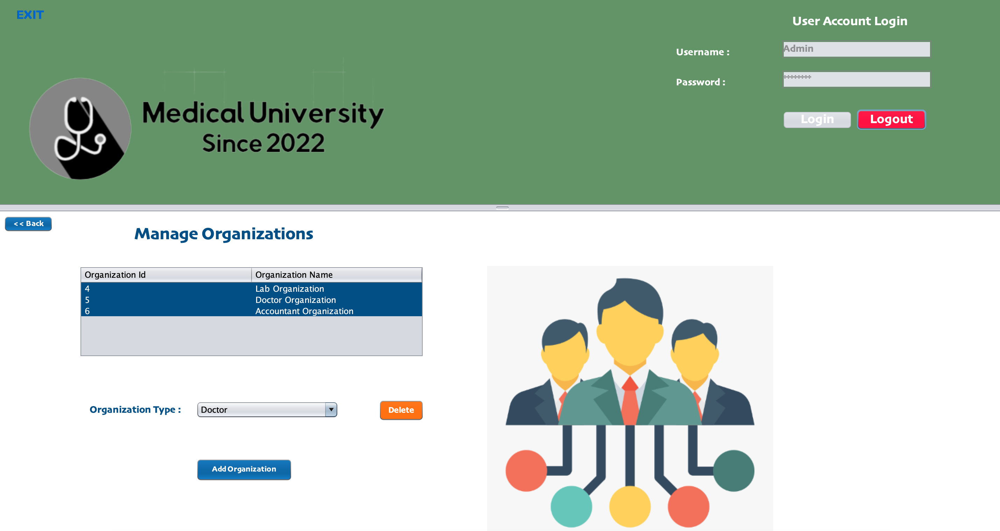 EXIT
User Account Login
Username :
Admin
Password :
Login
Logout
Medical University
Since 2022
<< Back
Manage Organizations
Organization Id
Organization Name
4
Lab Organization
5
Doctor Organization
6
Accountant Organization
Organization Type :
Doctor
Delete
Add Organization